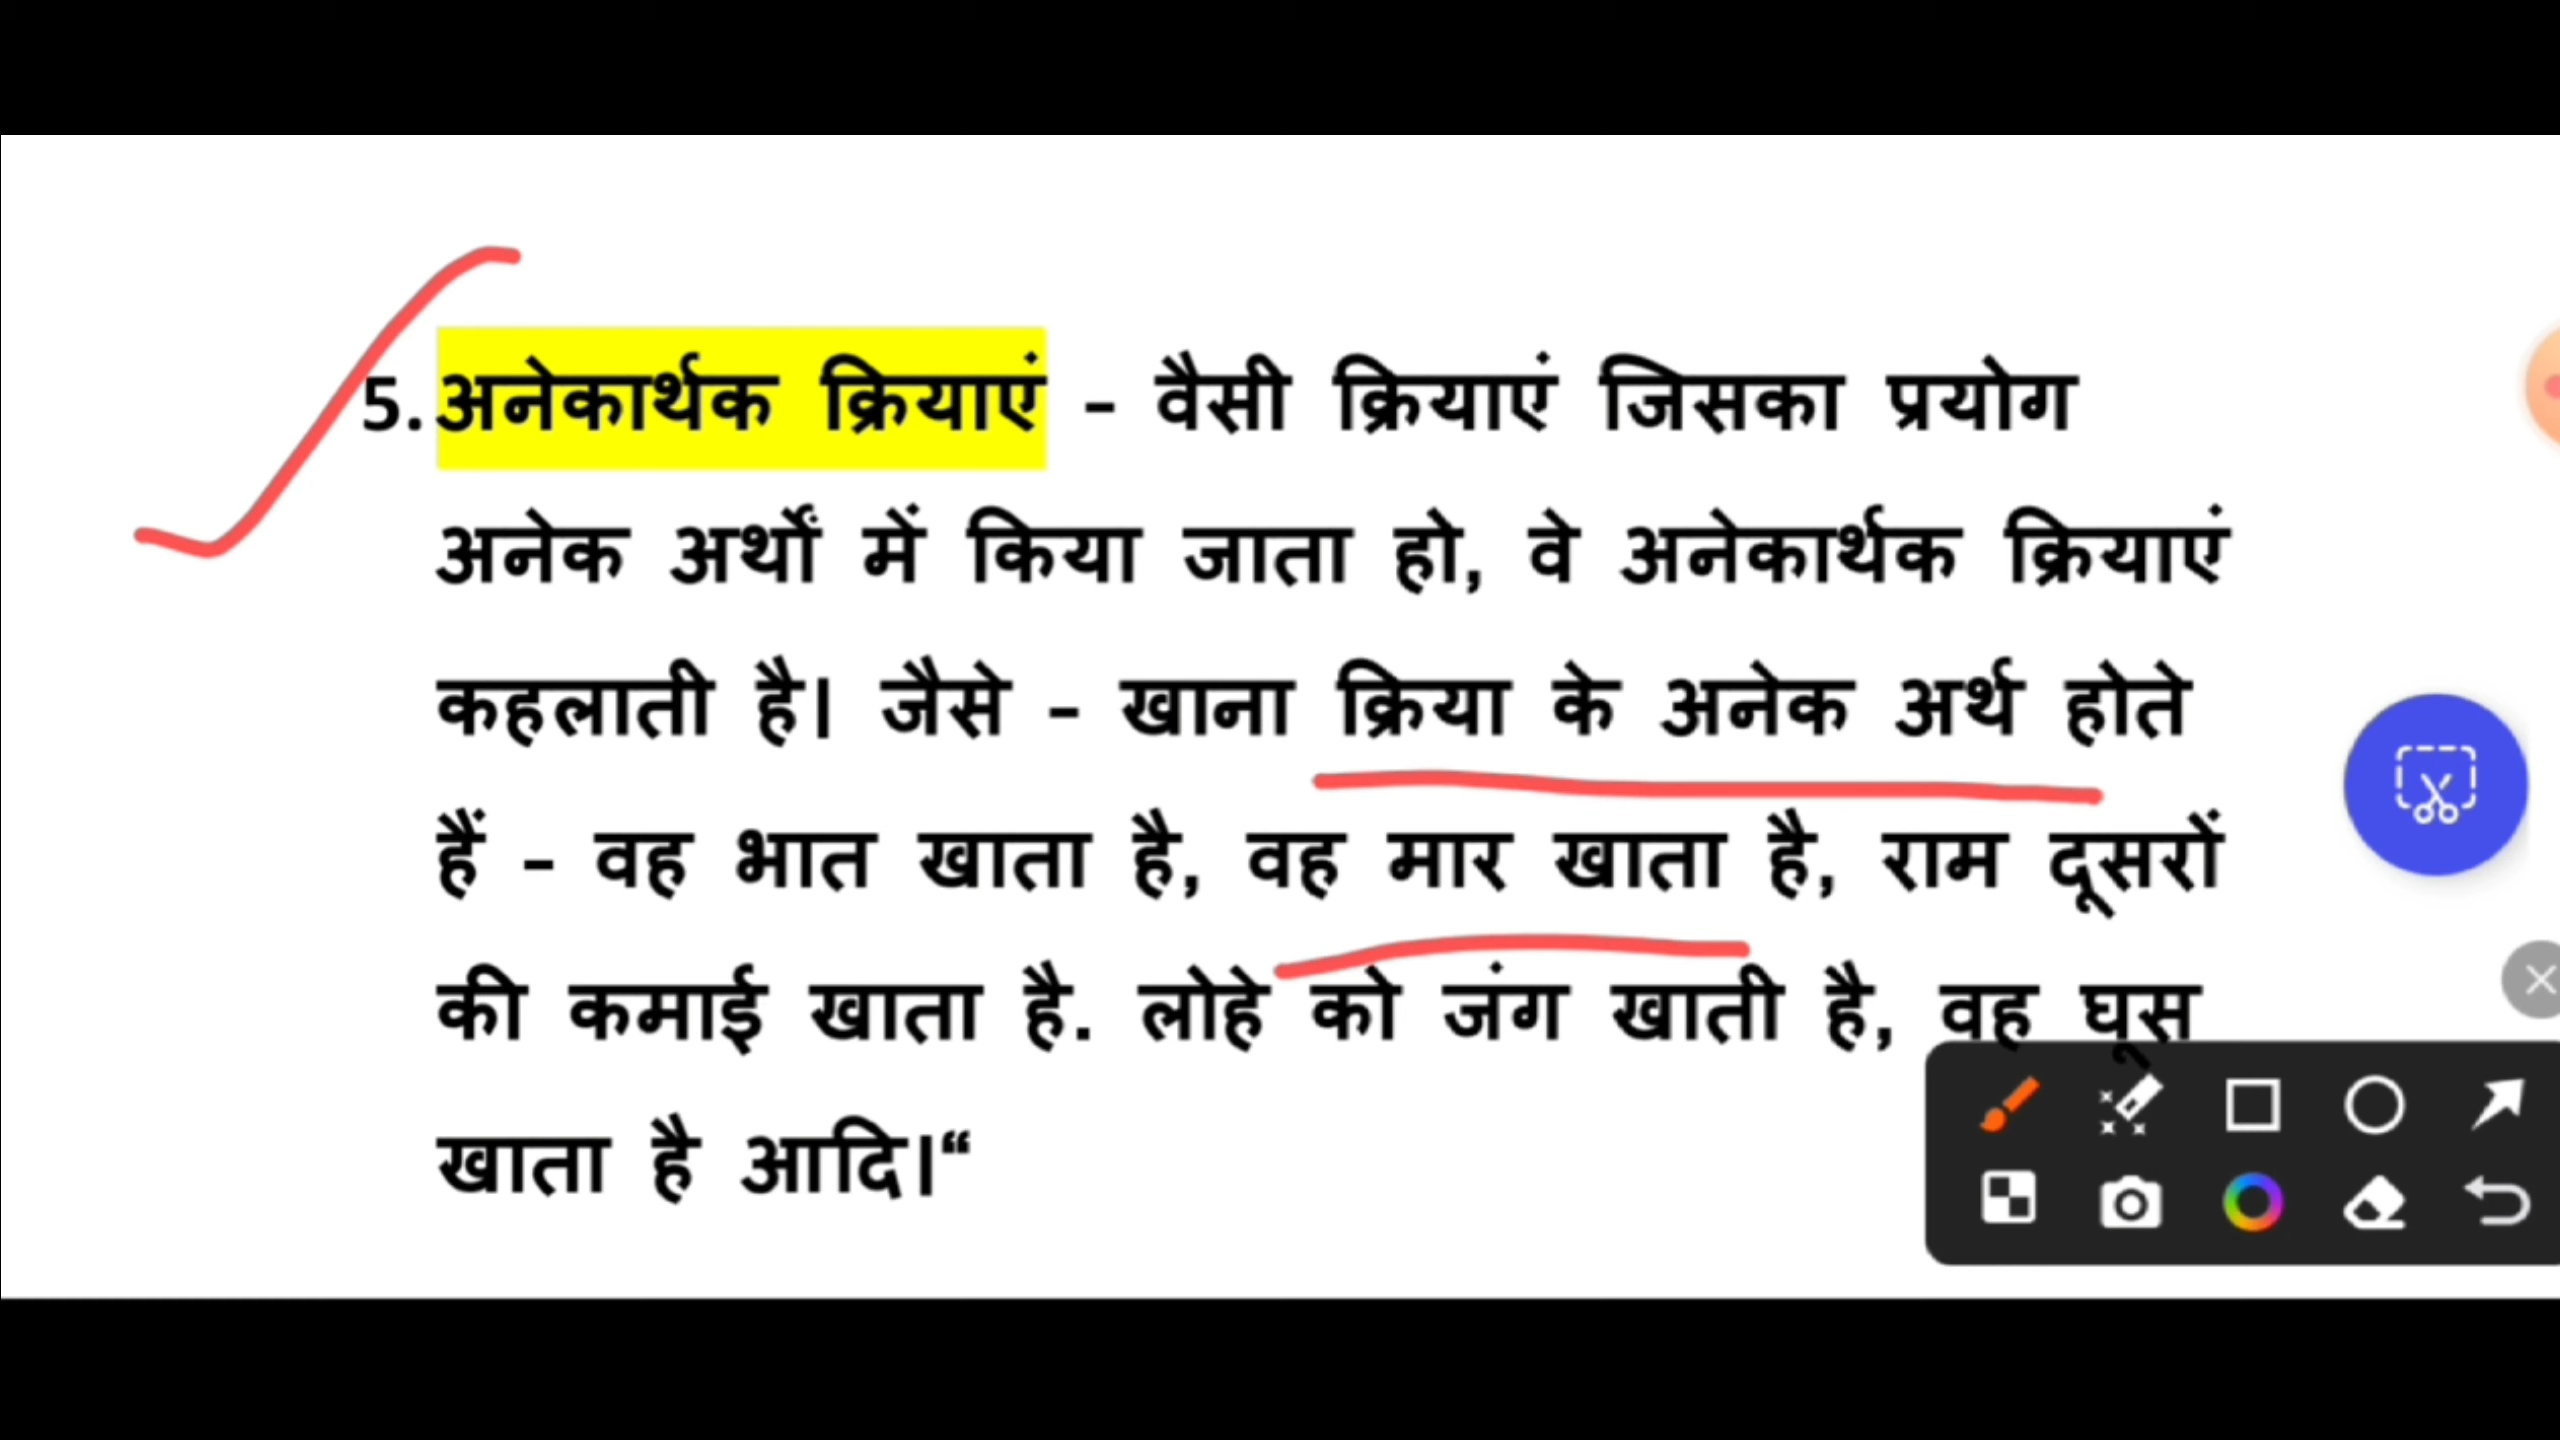 5. अनेकार्थक क्रियाएं – वैसी क्रियाएं जिसका प्रयोग
अनेक अर्थों में किया जाता हो, वे अनेकार्थक क्रियाएं
कहलाती है। जैसे – खाना क्रिया के अनेक अर्थ होते
हैं – वह भात खाता है, वह मार खाता है, राम दूसरों
की कमाई खाता है. लोहे को जंग खाती है, वह घूस
खाता है आदि।“